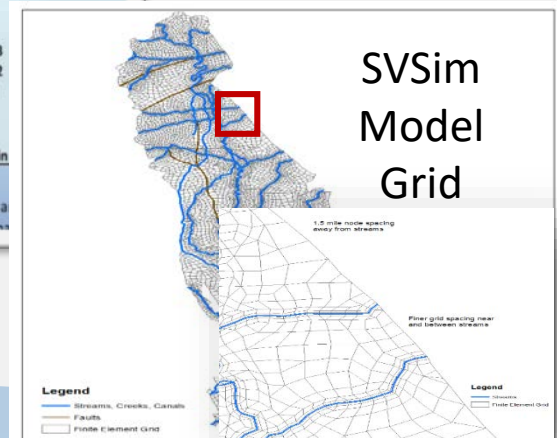 SVSim
Model
Grid
1.5 mile node spacing
away from streams
Finer grid spacing near
and between streams
Legend
Streams, Creeks, Canals
Faults
Finite Element Grid
Legend
Streams
Finite Element Grid